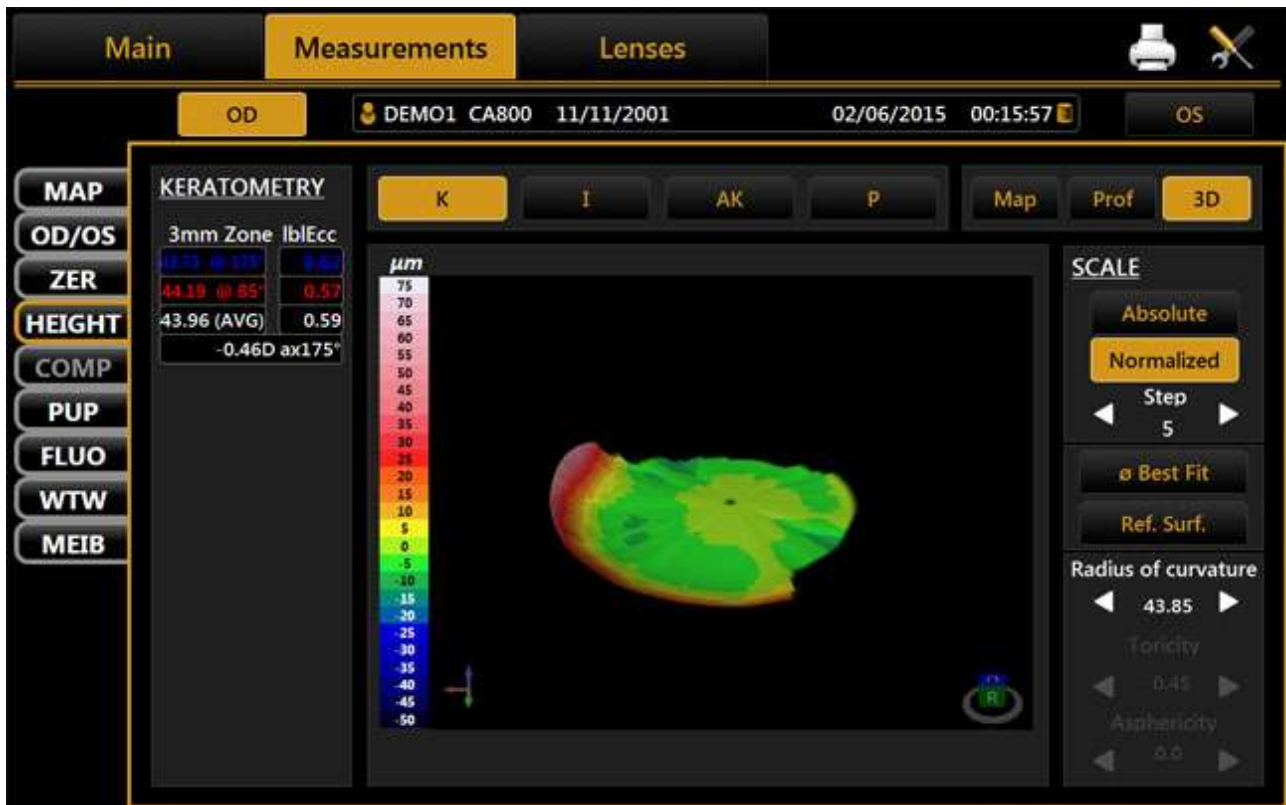 Main Measurements Lenses
OD DEMO1 CA800 11/11/2001 02/06/2015 00:15:57 OS
MAP
OD/OS
ZER
HEIGHT
COMP
PUP
FLUO
WTW
MEIB
KERATOMETRY
3mm Zone lblEcc
44.19 @ 85° 0.57
43.96 (AVG) 0.59
-0.46D ax175°
K I AK P
Map Prof 3D
µm
75
70
65
60
55
50
45
40
35
30
25
20
15
10
5
0
-5
-10
-15
-20
-25
-30
-35
-40
-45
-50
R
SCALE
Absolute
Normalized
Step
5
ø Best Fit
Ref. Surf.
Radius of curvature
43.85
Toricity
-0.45
Asphericity
0.0